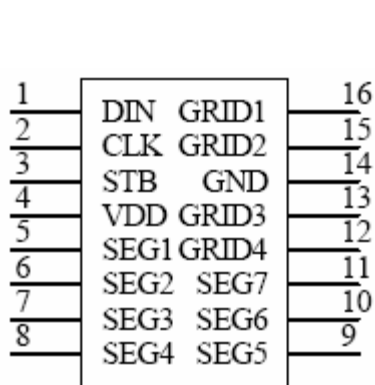 1 DIN GRID1 16
2 CLK GRID2 15
3 STB GND 14
4 VDD GRID3 13
5 SEG1 GRID4 12
6 SEG2 SEG7 11
7 SEG3 SEG6 10
8 SEG4 SEG5 9